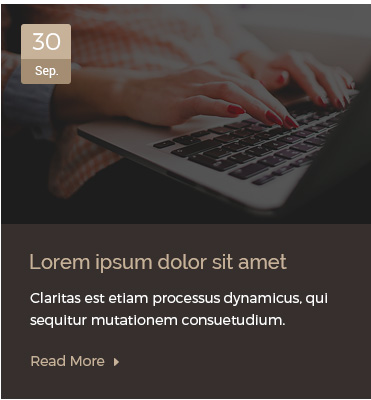 30
Sep.
Lorem ipsum dolor sit amet
Claritas est etiam processus dynamicus, qui
sequitur mutationem consuetudium.
Read More